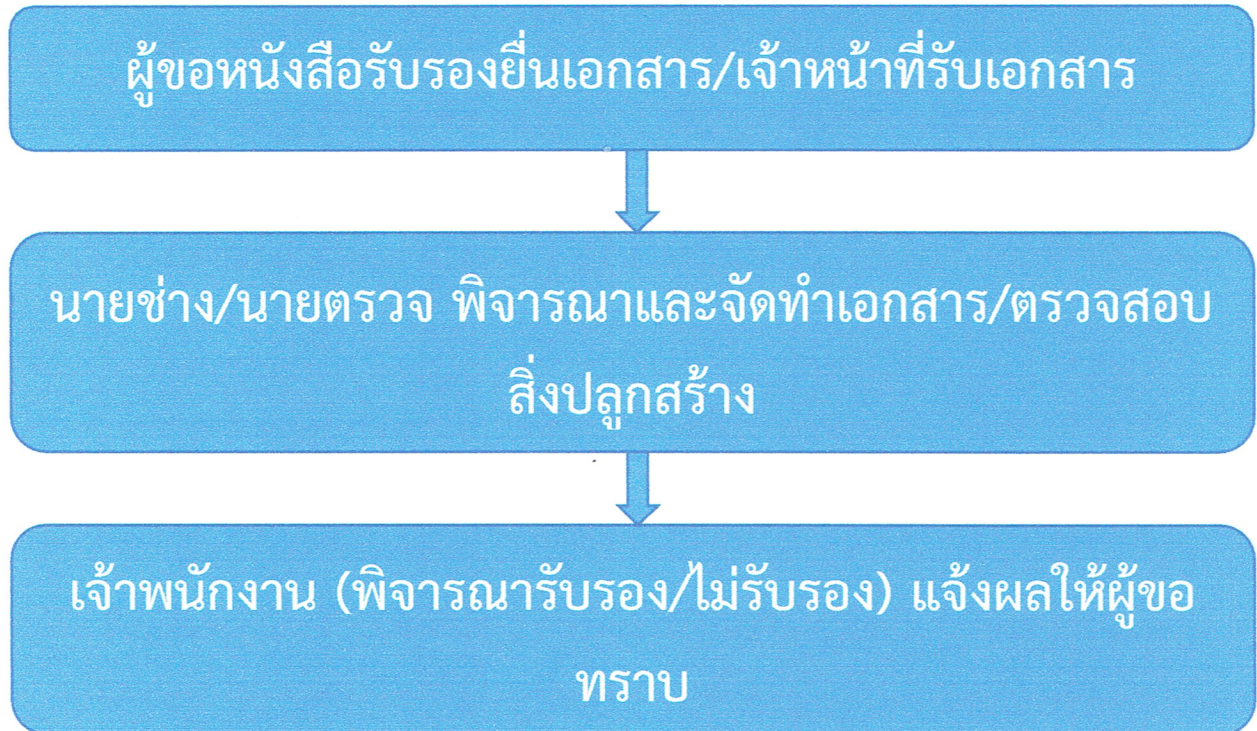 ผู้ขอหนังสือรับรองยื่นเอกสาร/เจ้าหน้าที่รับเอกสาร
นายช่าง/นายตรวจ พิจารณาและจัดทำเอกสาร/ตรวจสอบ
สิ่งปลูกสร้าง
เจ้าพนักงาน (พิจารณารับรอง/ไม่รับรอง) แจ้งผลให้ผู้ขอ
ทราบ